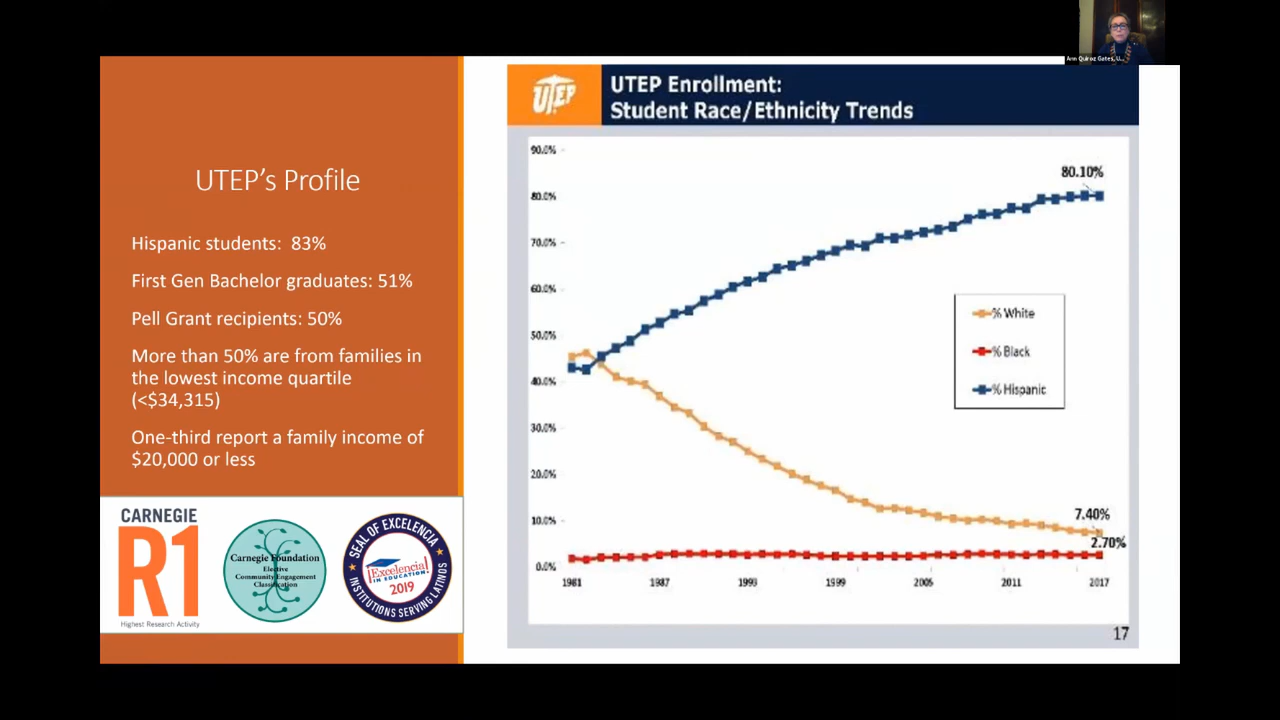 Ann Quiroz Gates, U...
UTEP's Profile
Hispanic students: 83%
First Gen Bachelor graduates: 51%
Pell Grant recipients: 50%
More than 50% are from families in
the lowest income quartile
(<$34,315)
One-third report a family income of
$20,000 or less
CARNEGIE
R1
Highest Research Activity
Carnegie Foundation
Elective
Community Engagement
Classification
SEAL OF EXCELENCIA
¡Excelencia!
IN EDUCATION
2019
INSTITUTIONS SERVING LATINOS
UTEP
UTEP Enrollment:
Student Race/Ethnicity Trends
90.0%
80.0%
70.0%
60.0%
50.0%
40.0%
30.0%
20.0%
10.0%
0.0%
80.10%
7.40%
2.70%
% White
% Black
% Hispanic
1981
1987
1993
1999
2005
2011
2017
17